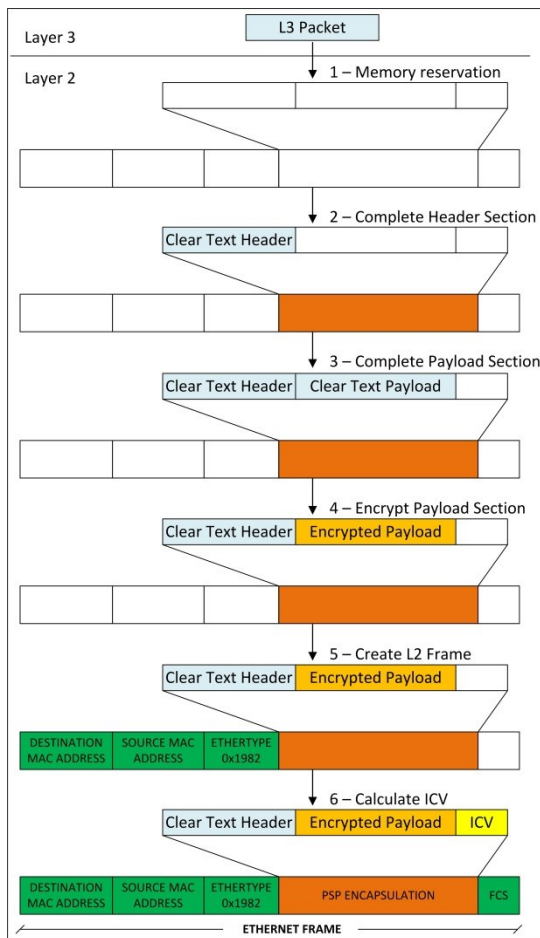 L3 Packet
Layer 3
Layer 2
1 – Memory reservation
2 – Complete Header Section
Clear Text Header
3 – Complete Payload Section
Clear Text Header
Clear Text Payload
4 – Encrypt Payload Section
Clear Text Header
Encrypted Payload
5 – Create L2 Frame
Clear Text Header
Encrypted Payload
DESTINATION
MAC ADDRESS
SOURCE MAC
ADDRESS
ETHERTYPE
0x1982
6 – Calculate ICV
Clear Text Header
Encrypted Payload
ICV
DESTINATION
MAC ADDRESS
SOURCE MAC
ADDRESS
ETHERTYPE
0x1982
PSP ENCAPSULATION
FCS
ETHERNET FRAME